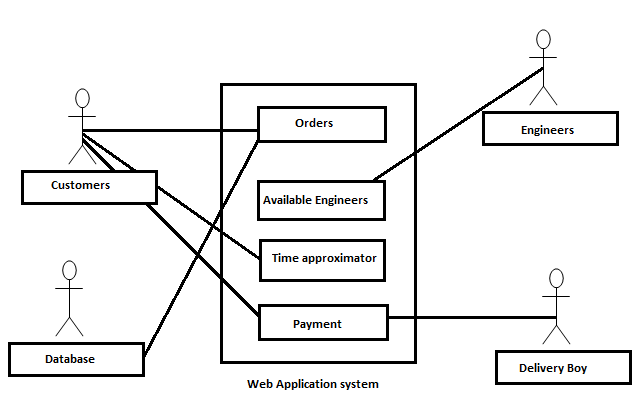 Orders
Engineers
Customers
Available Engineers
Time approximator
Payment
Database
Delivery Boy
Web Application system